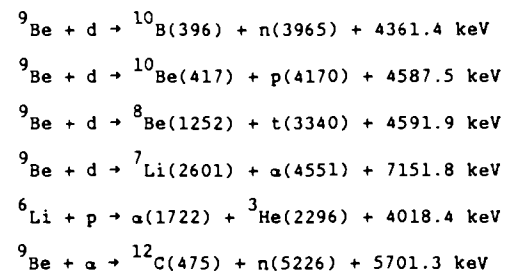 ⁹Be + d → ¹⁰B(396) + n(3965) + 4361.4 keV
⁹Be + d → ¹⁰Be(417) + p(4170) + 4587.5 keV
⁹Be + d → ⁸Be(1252) + t(3340) + 4591.9 keV
⁹Be + d → ⁷Li(2601) + α(4551) + 7151.8 keV
⁶Li + p → α(1722) + ³He(2296) + 4018.4 keV
⁹Be + α → ¹²C(475) + n(5226) + 5701.3 keV